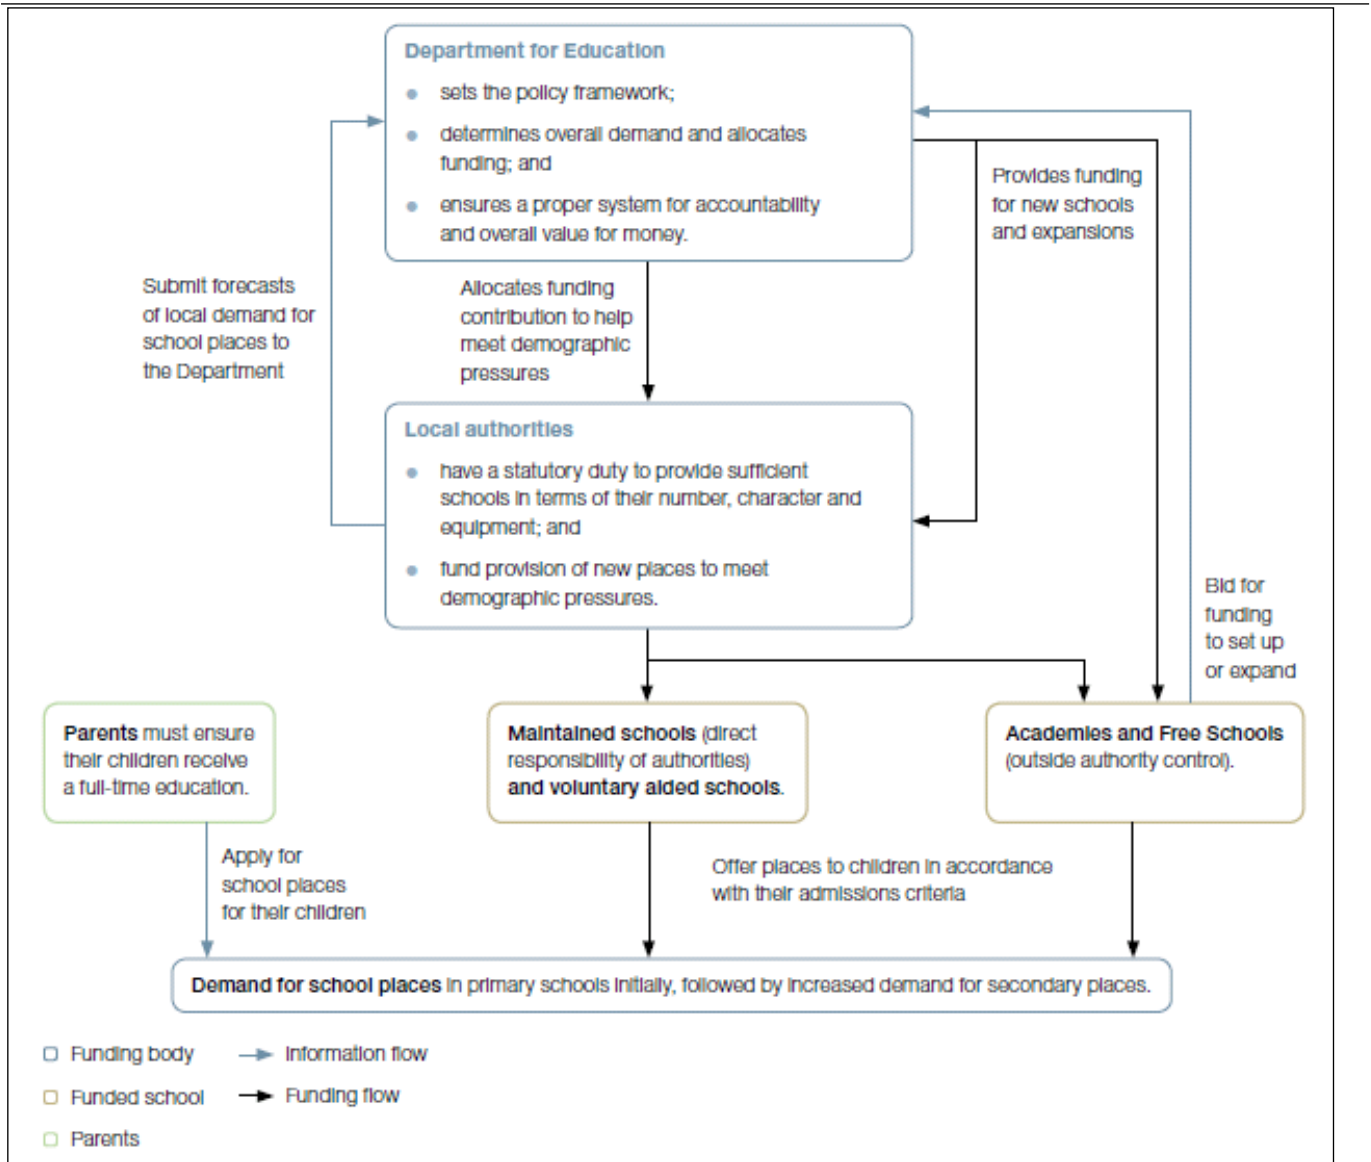 Department for Education
sets the policy framework;
determines overall demand and allocates
funding; and
ensures a proper system for accountability
and overall value for money.
Provides funding
for new schools
and expansions
Submit forecasts
of local demand for
school places to
the Department
Allocates funding
contribution to help
meet demographic
pressures
Local authorities
have a statutory duty to provide sufficient
schools in terms of their number, character and
equipment; and
fund provision of new places to meet
demographic pressures.
Bid for
funding
to set up
or expand
Parents must ensure
their children receive
a full-time education.
Maintained schools (direct
responsibility of authorities)
and voluntary aided schools.
Academies and Free Schools
(outside authority control).
Apply for
school places
for their children
Offer places to children in accordance
with their admissions criteria
Demand for school places in primary schools initially, followed by increased demand for secondary places.
Funding body
Information flow
Funded school
Funding flow
Parents